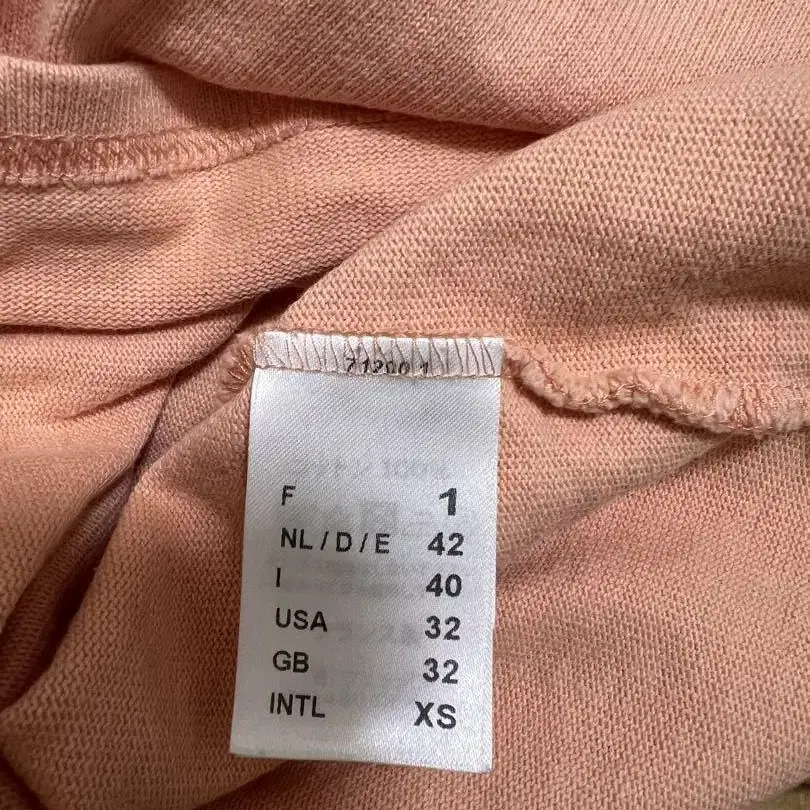 F 1
NL / D / E 42
I 40
USA 32
GB 32
INTL XS